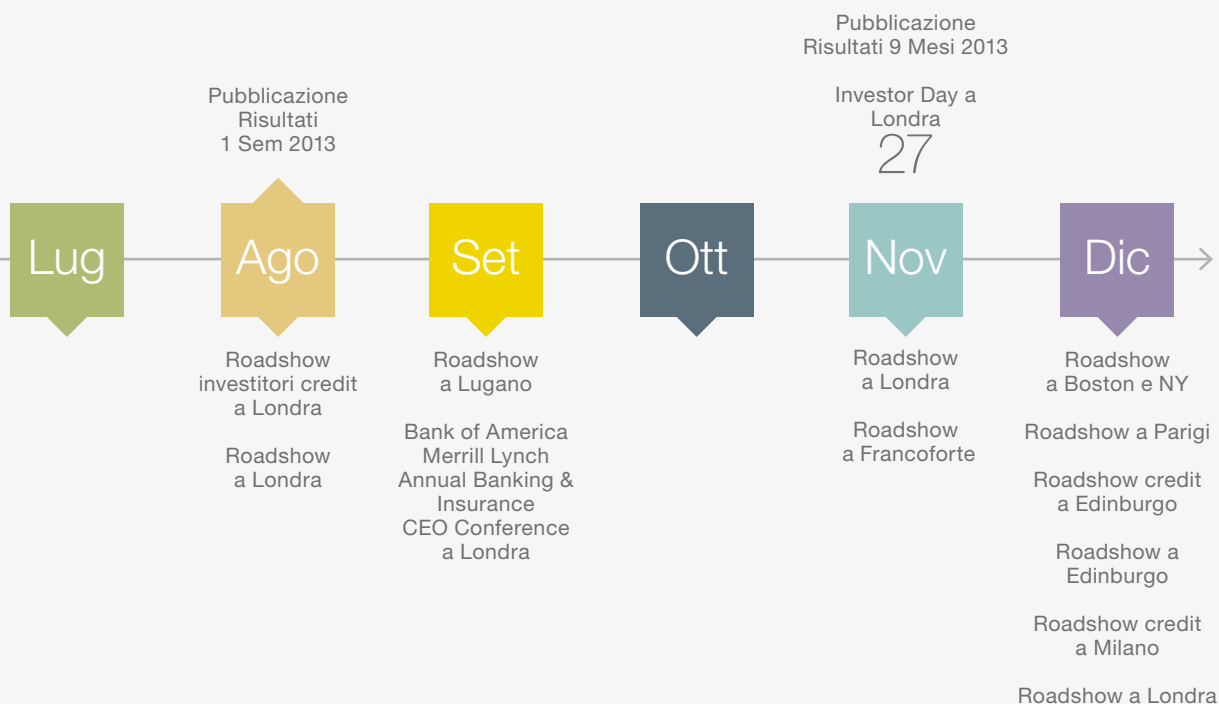 Pubblicazione
Risultati 9 Mesi 2013
Investor Day a
Londra
27
Pubblicazione
Risultati
1 Sem 2013
Lug
Ago
Set
Ott
Nov
Dic
Roadshow
investitori credit
a Londra
Roadshow
a Londra
Roadshow
a Lugano
Bank of America
Merrill Lynch
Annual Banking &
Insurance
CEO Conference
a Londra
Roadshow
a Londra
Roadshow
a Francoforte
Roadshow
a Boston e NY
Roadshow a Parigi
Roadshow credit
a Edinburgo
Roadshow a
Edinburgo
Roadshow credit
a Milano
Roadshow a Londra